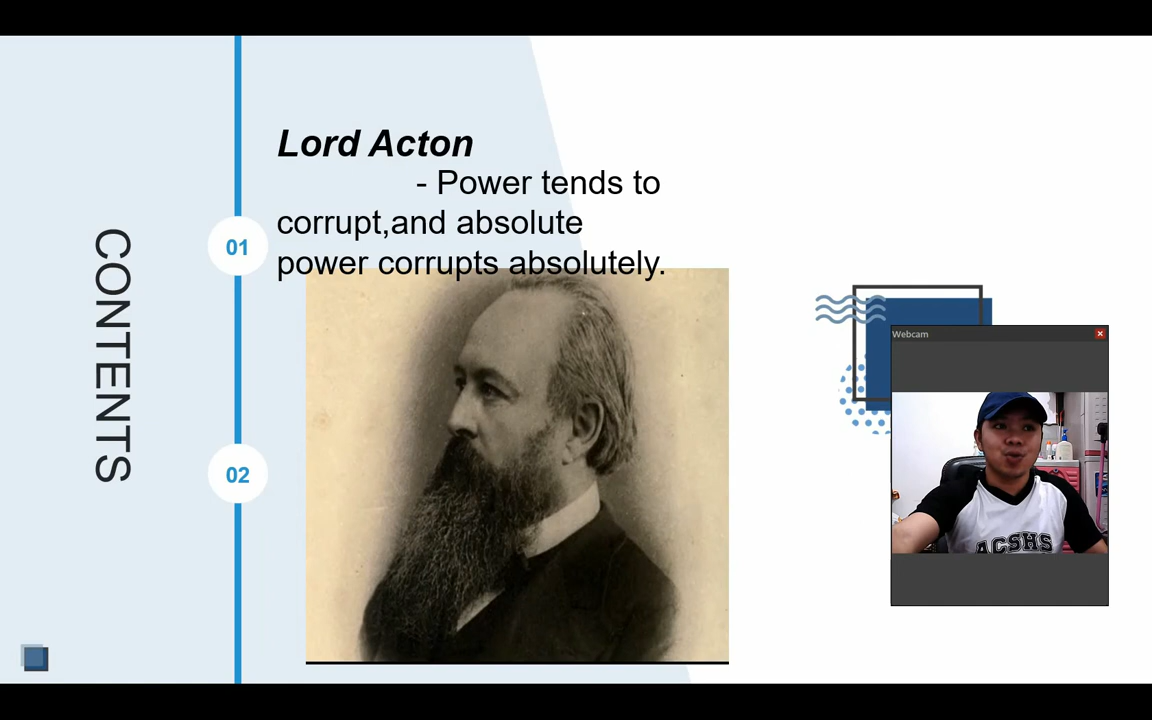 CONTENTS
01
02
Lord Acton
- Power tends to
corrupt,and absolute
power corrupts absolutely.
Webcam
ACSHS